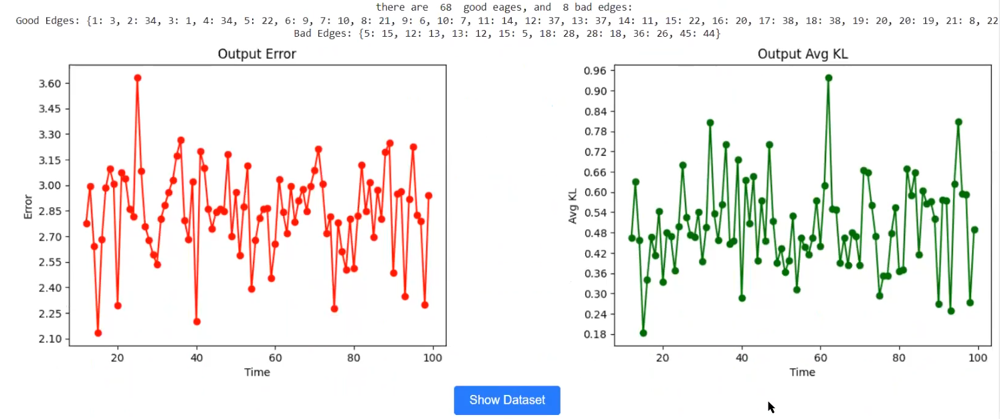 there are  68  good eages, and  8 bad edges:
Good Edges: {1: 3, 2: 34, 3: 1, 4: 34, 5: 22, 6: 9, 7: 10, 8: 21, 9: 6, 10: 7, 11: 14, 12: 37, 13: 37, 14: 11, 15: 22, 16: 20, 17: 38, 18: 38, 19: 20, 20: 19, 21: 8, 22
Bad Edges: {5: 15, 12: 13, 13: 12, 15: 5, 18: 28, 28: 18, 36: 26, 45: 44}
Output Error
3.60
3.45
3.30
3.15
3.00
2.85
2.70
2.55
2.40
2.25
2.10
Error
20 40 60 80 100
Time
Output Avg KL
0.96
0.90
0.84
0.78
0.72
0.66
0.60
0.54
0.48
0.42
0.36
0.30
0.24
0.18
Avg KL
20 40 60 80 100
Time
Show Dataset